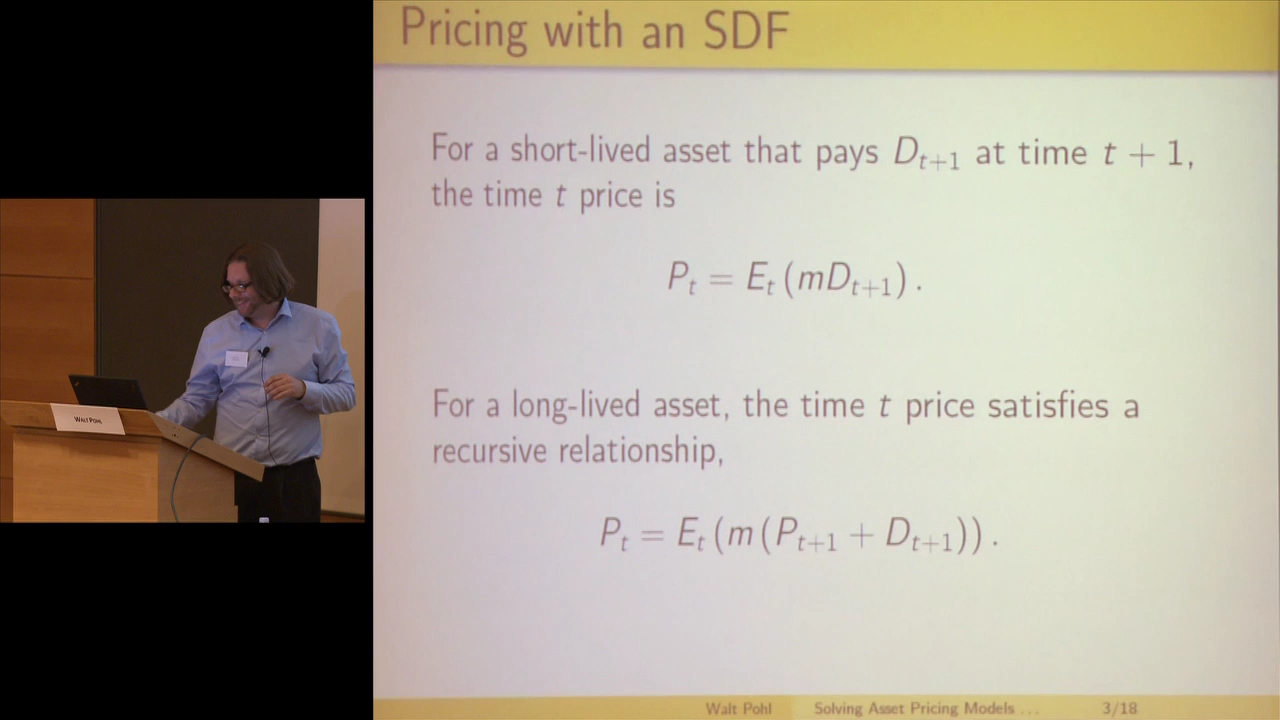 Pricing with an SDF
For a short-lived asset that pays D_{t+1} at time t + 1,
the time t price is
P_t = E_t (mD_{t+1}) .
For a long-lived asset, the time t price satisfies a
recursive relationship,
P_t = E_t (m (P_{t+1} + D_{t+1})) .
Walt Pohl Solving Asset Pricing Models ... 3/18
WALT POHL